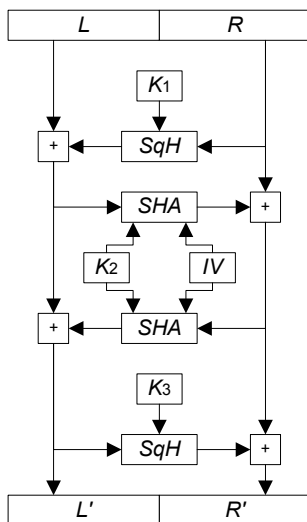 L R
K1
+ SqH
SHA +
K2 IV
+ SHA
K3
SqH +
L' R'